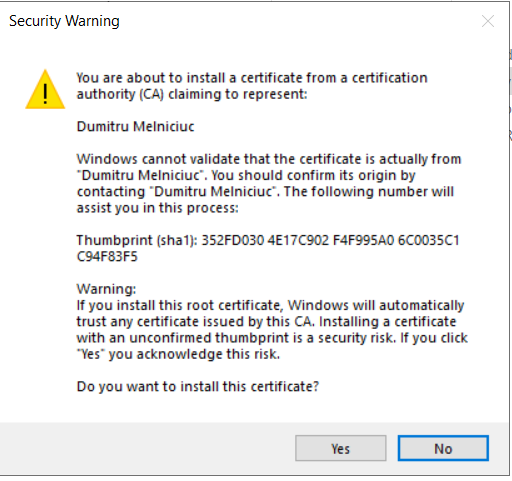 Security Warning
You are about to install a certificate from a certification
authority (CA) claiming to represent:
Dumitru Melniciuc
Windows cannot validate that the certificate is actually from
"Dumitru Melniciuc". You should confirm its origin by
contacting "Dumitru Melniciuc". The following number will
assist you in this process:
Thumbprint (sha1): 352FD030 4E17C902 F4F995A0 6C0035C1
C94F83F5
Warning:
If you install this root certificate, Windows will automatically
trust any certificate issued by this CA. Installing a certificate
with an unconfirmed thumbprint is a security risk. If you click
"Yes" you acknowledge this risk.
Do you want to install this certificate?
Yes
No